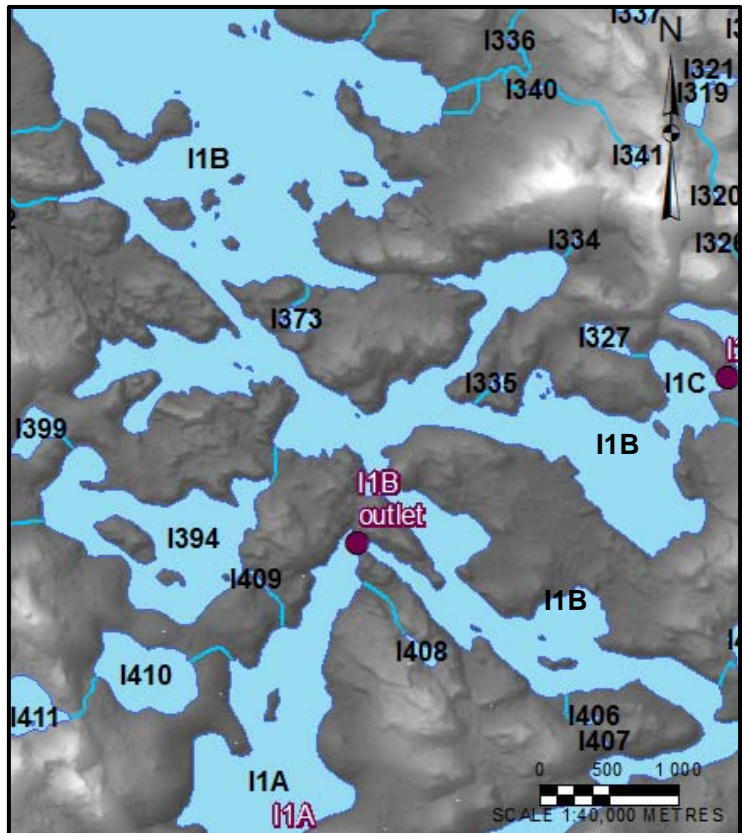 I337
I336
N
I321
I340
I319
I1B
I341
I320
I334
I326
I373
I327
I335
I1C
I399
I1B
I1B
outlet
I394
I409
I1B
I408
I410
I411
I406
I407
0 500 1 000
I1A
I1A
SCALE 1:40,000 METRES